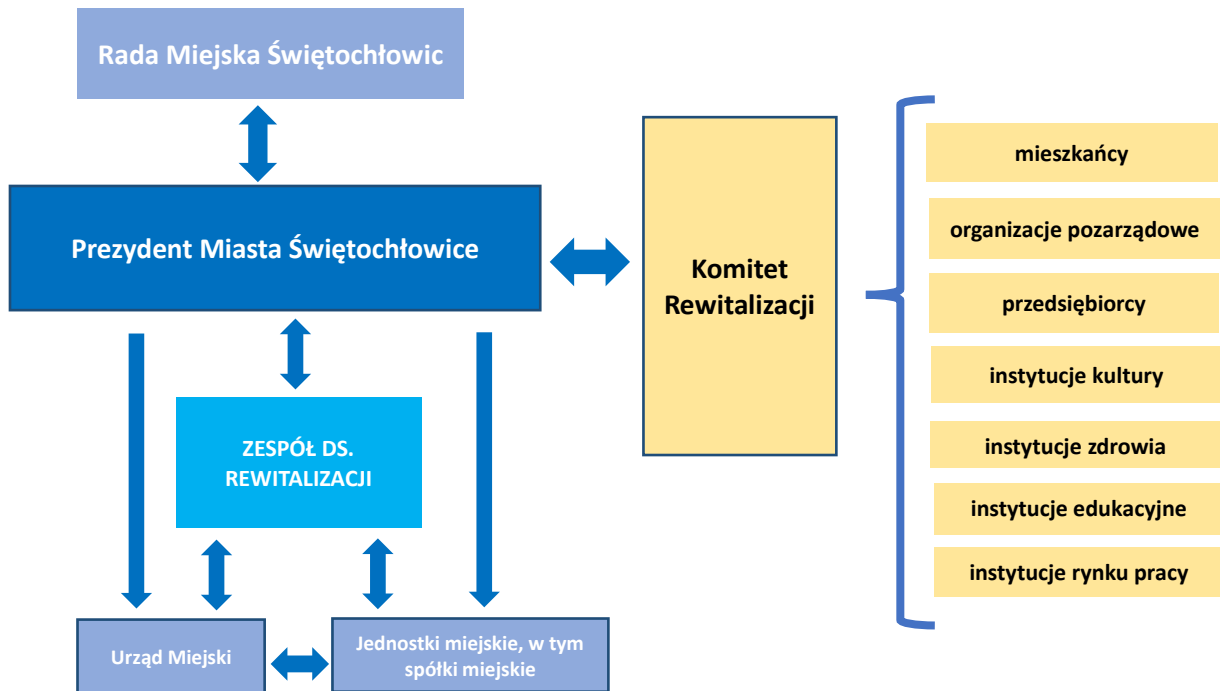 Rada Miejska Świętochłowic
Prezydent Miasta Świętochłowice
ZESPÓŁ DS.
REWITALIZACJI
Urząd Miejski
Jednostki miejskie, w tym
spółki miejskie
Komitet
Rewitalizacji
mieszkańcy
organizacje pozarządowe
przedsiębiorcy
instytucje kultury
instytucje zdrowia
instytucje edukacyjne
instytucje rynku pracy